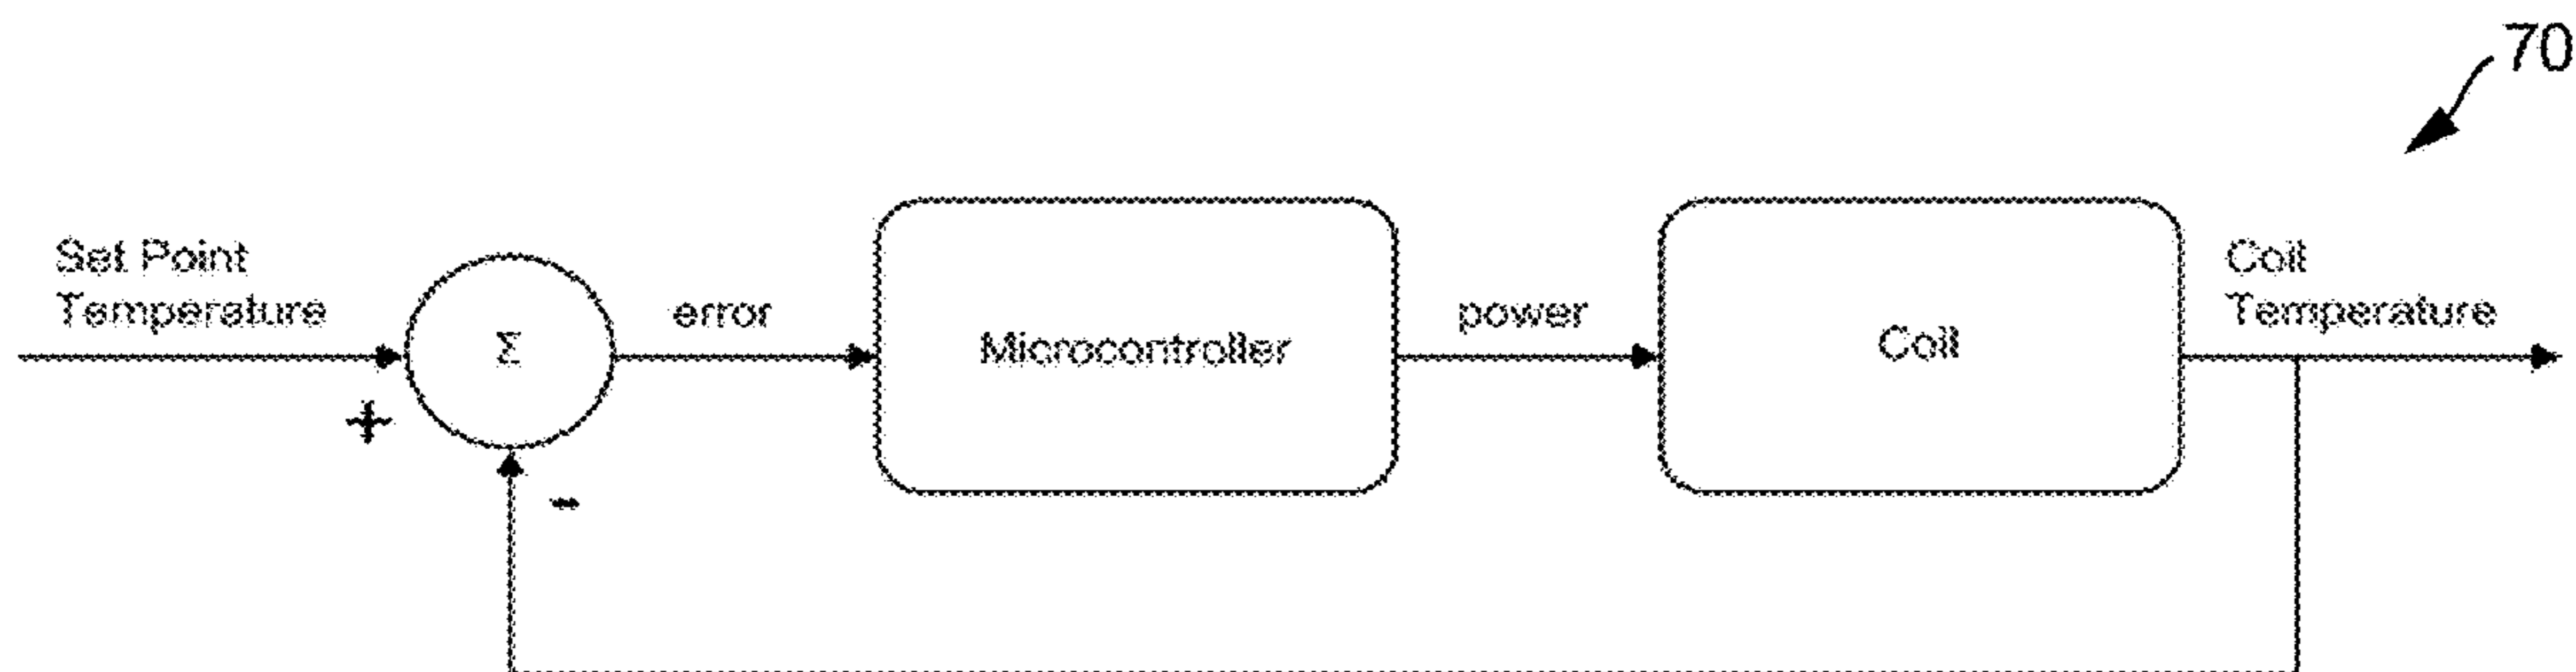 70
Set Point
Temperature
error
power
Coil
Temperature
Σ
Microcontroller
Coil
+
-